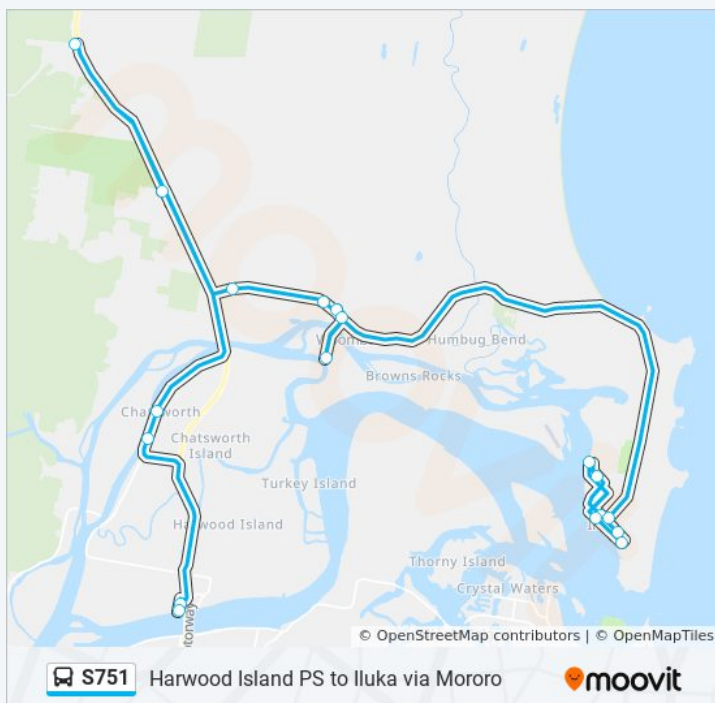 Woombah
Humbug Bend
Browns Rocks
Chatsworth
Chatsworth
Island
Turkey Island
Harwood Island
Thorny Island
Crystal Waters
© OpenStreetMap contributors | © OpenMapTiles
S751 Harwood Island PS to Iluka via Mororo
moovit